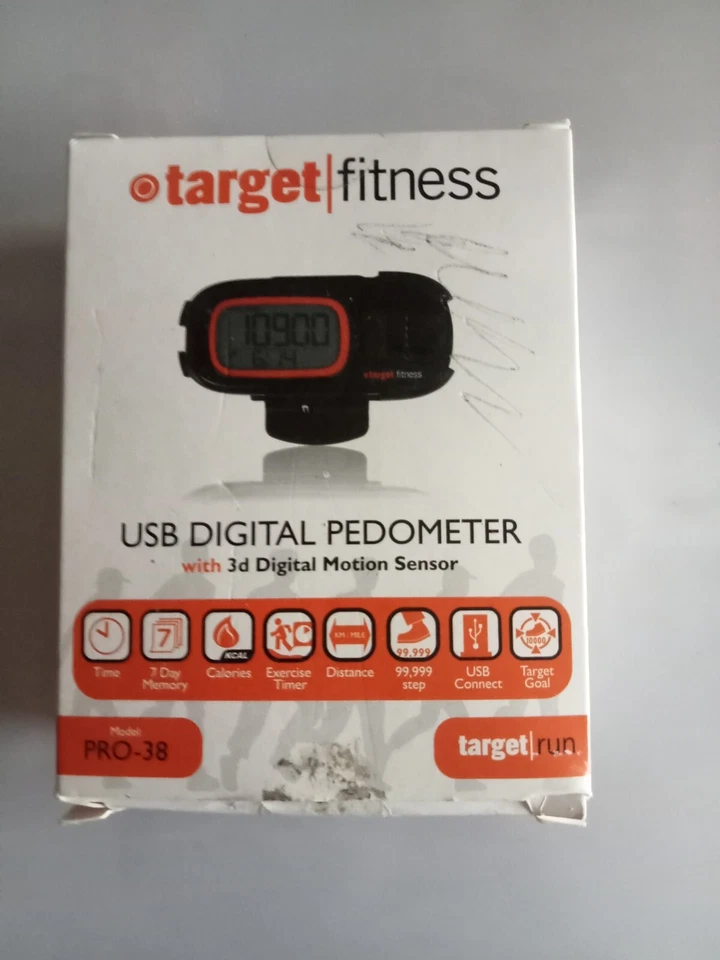 target|fitness
10900
target fitness
USB DIGITAL PEDOMETER
with 3d Digital Motion Sensor
7
KCAL
KM / MILE
99,999
10000
Time
7 Day
Memory
Calories
Exercise
Timer
Distance
99,999
step
USB
Connect
Target
Goal
Model
PRO-38
target|run